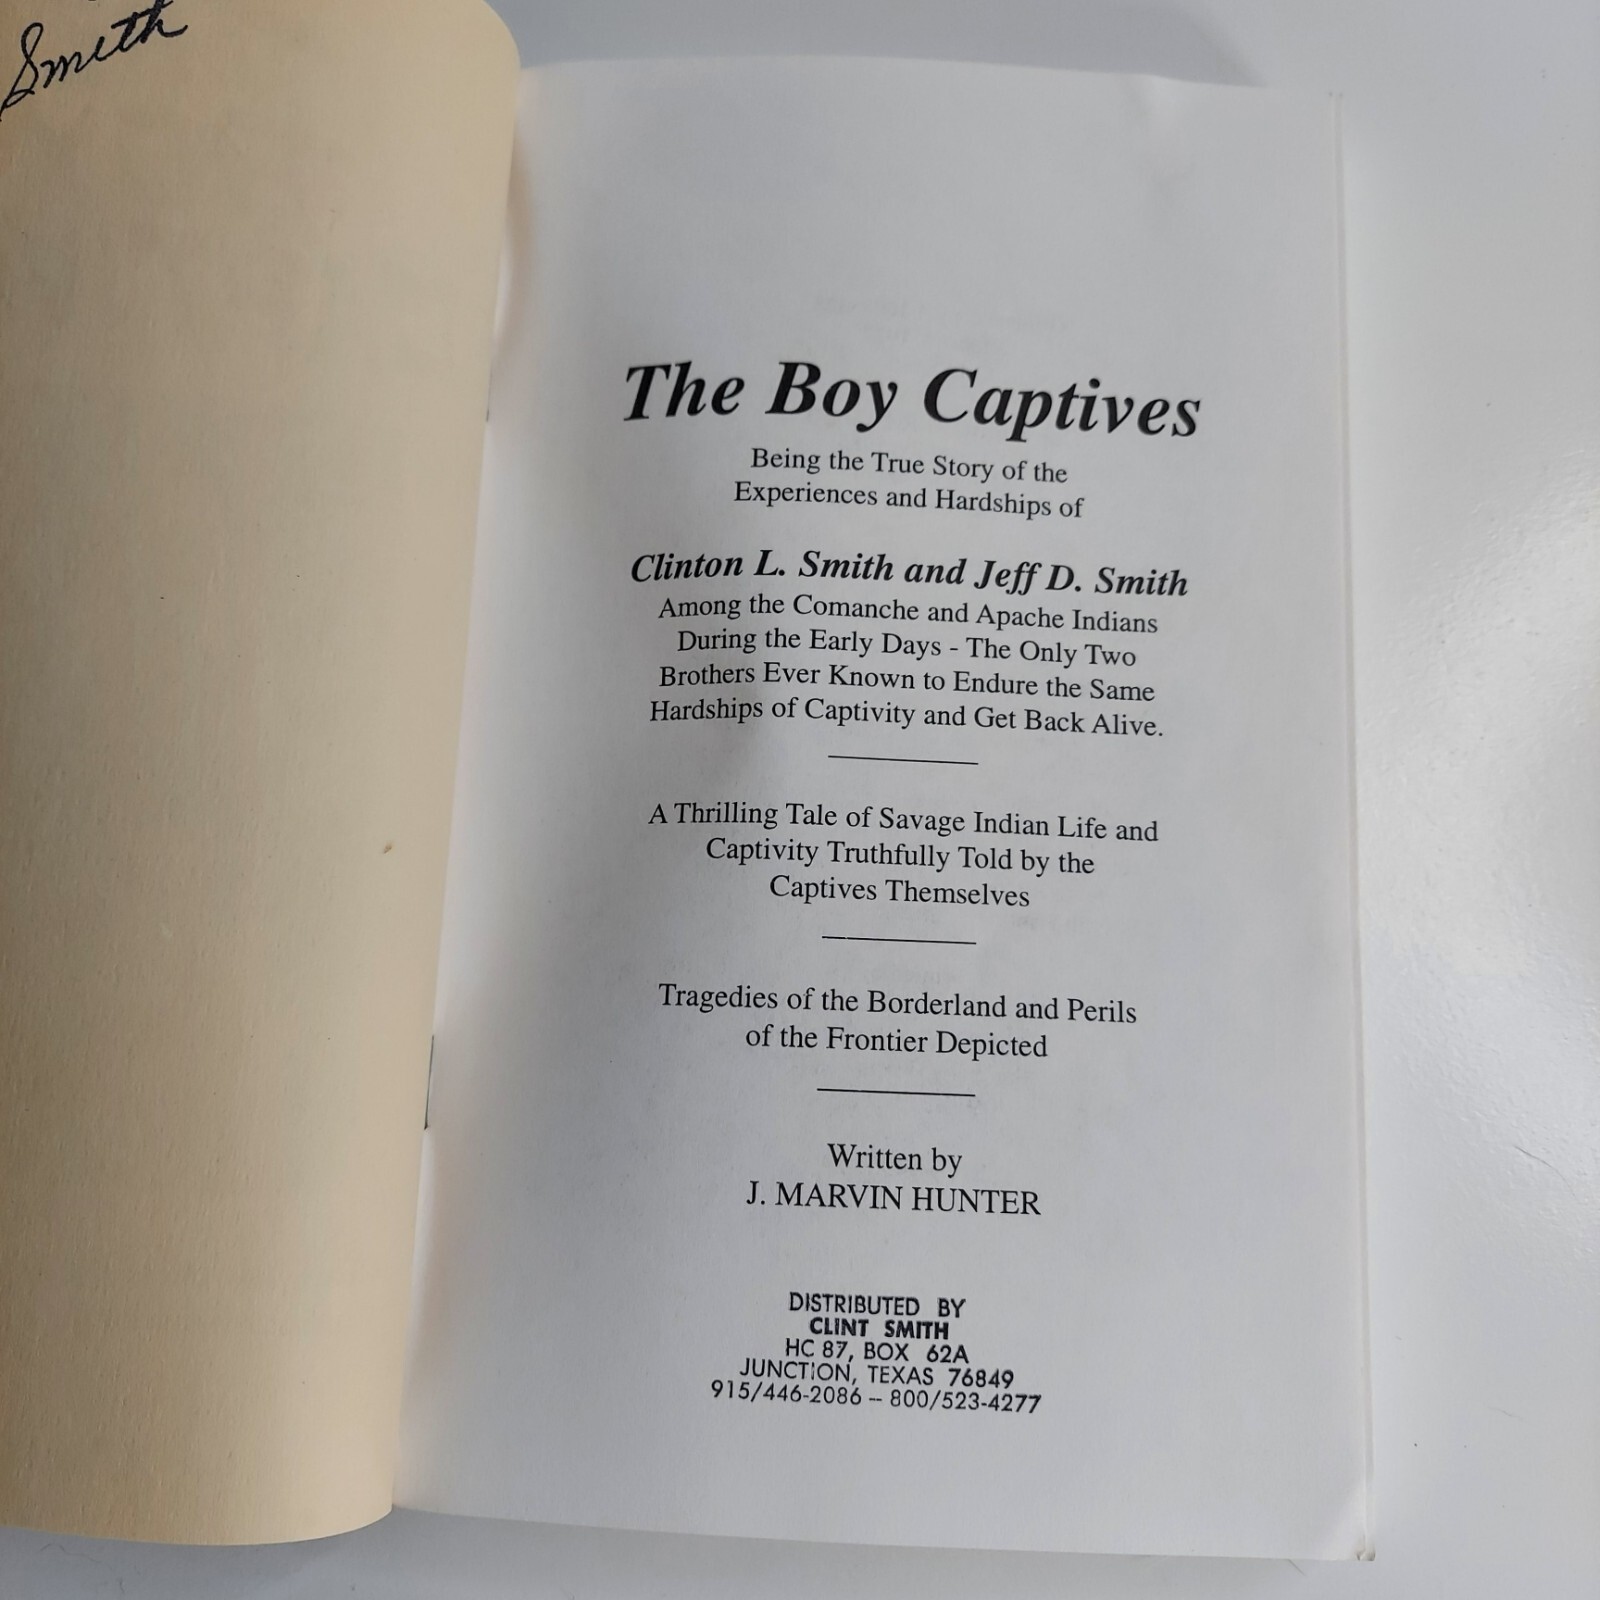 Smith
The Boy Captives
Being the True Story of the
Experiences and Hardships of
Clinton L. Smith and Jeff D. Smith
Among the Comanche and Apache Indians
During the Early Days - The Only Two
Brothers Ever Known to Endure the Same
Hardships of Captivity and Get Back Alive.
A Thrilling Tale of Savage Indian Life and
Captivity Truthfully Told by the
Captives Themselves
Tragedies of the Borderland and Perils
of the Frontier Depicted
Written by
J. MARVIN HUNTER
DISTRIBUTED BY
CLINT SMITH
HC 87, BOX 62A
JUNCTION, TEXAS 76849
915/446-2086 -- 800/523-4277